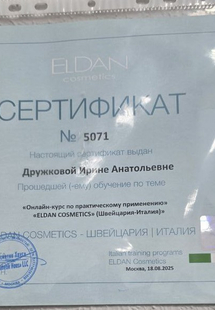 ELDAN
cosmetics
СЕРТИФИКАТ
№ 5071
Настоящий сертификат выдан
Дружковой Ирине Анатольевне
Прошедшей(-ему) обучение по теме
«Онлайн-курс по практическому применению»
«ELDAN COSMETICS» (Швейцария-Италия)»
DAN COSMETICS - ШВЕЙЦАРИЯ | ИТАЛИЯ
Italian training programs
ELDAN Cosmetics
Москва, 18.08.2025